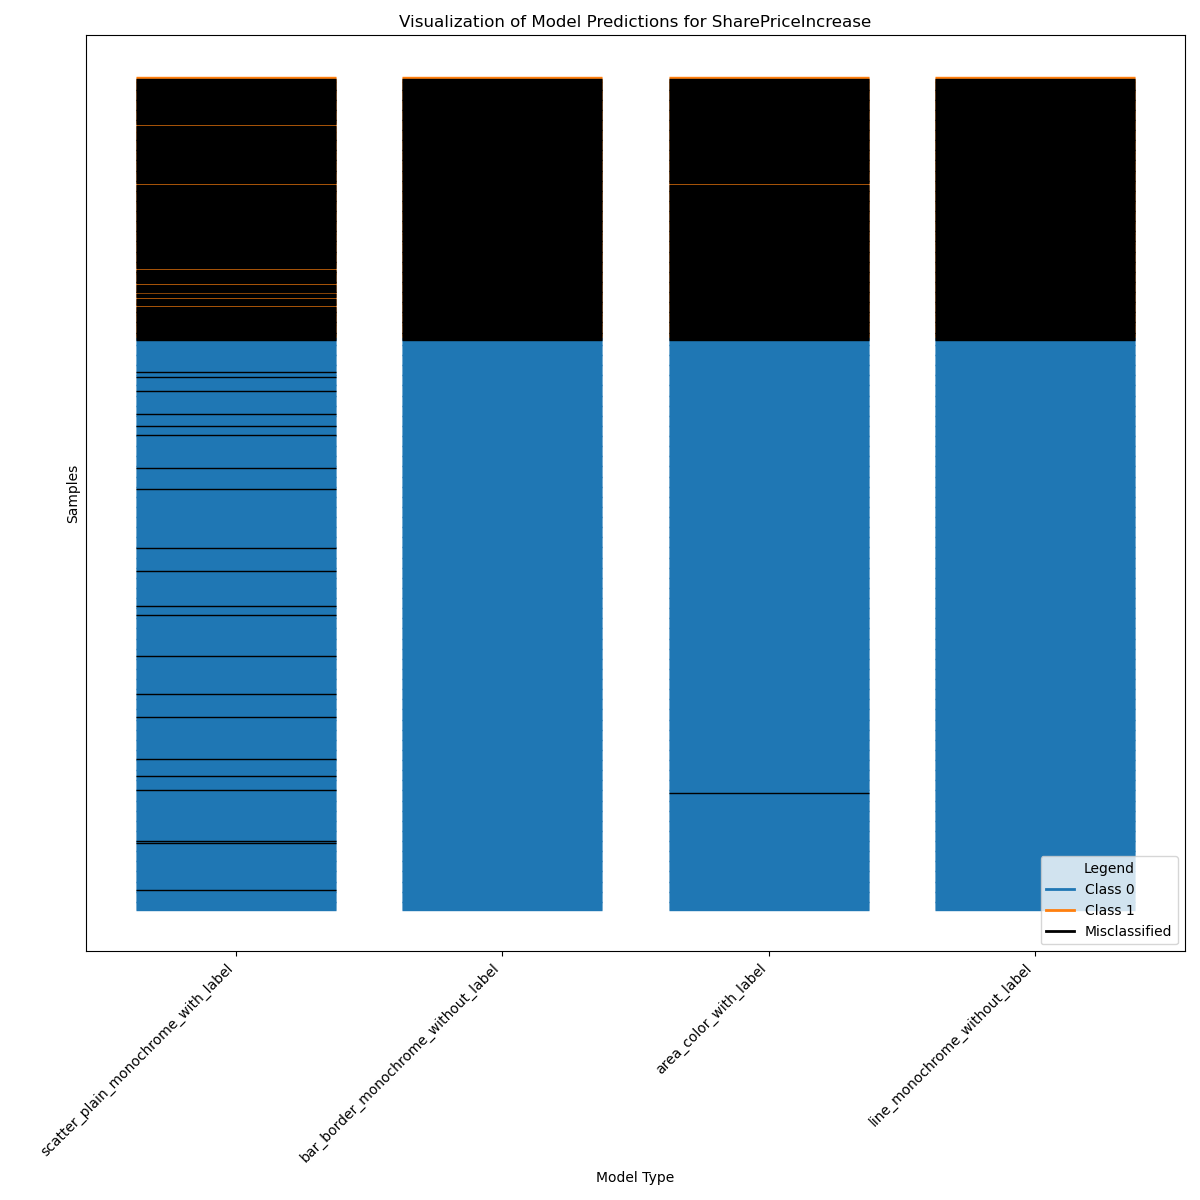 Visualization of Model Predictions for SharePriceIncrease
Samples
Legend
Class 0
Class 1
Misclassified
scatter_plain_monochrome_with_label
bar_border_monochrome_without_label
area_color_with_label
line_monochrome_without_label
Model Type